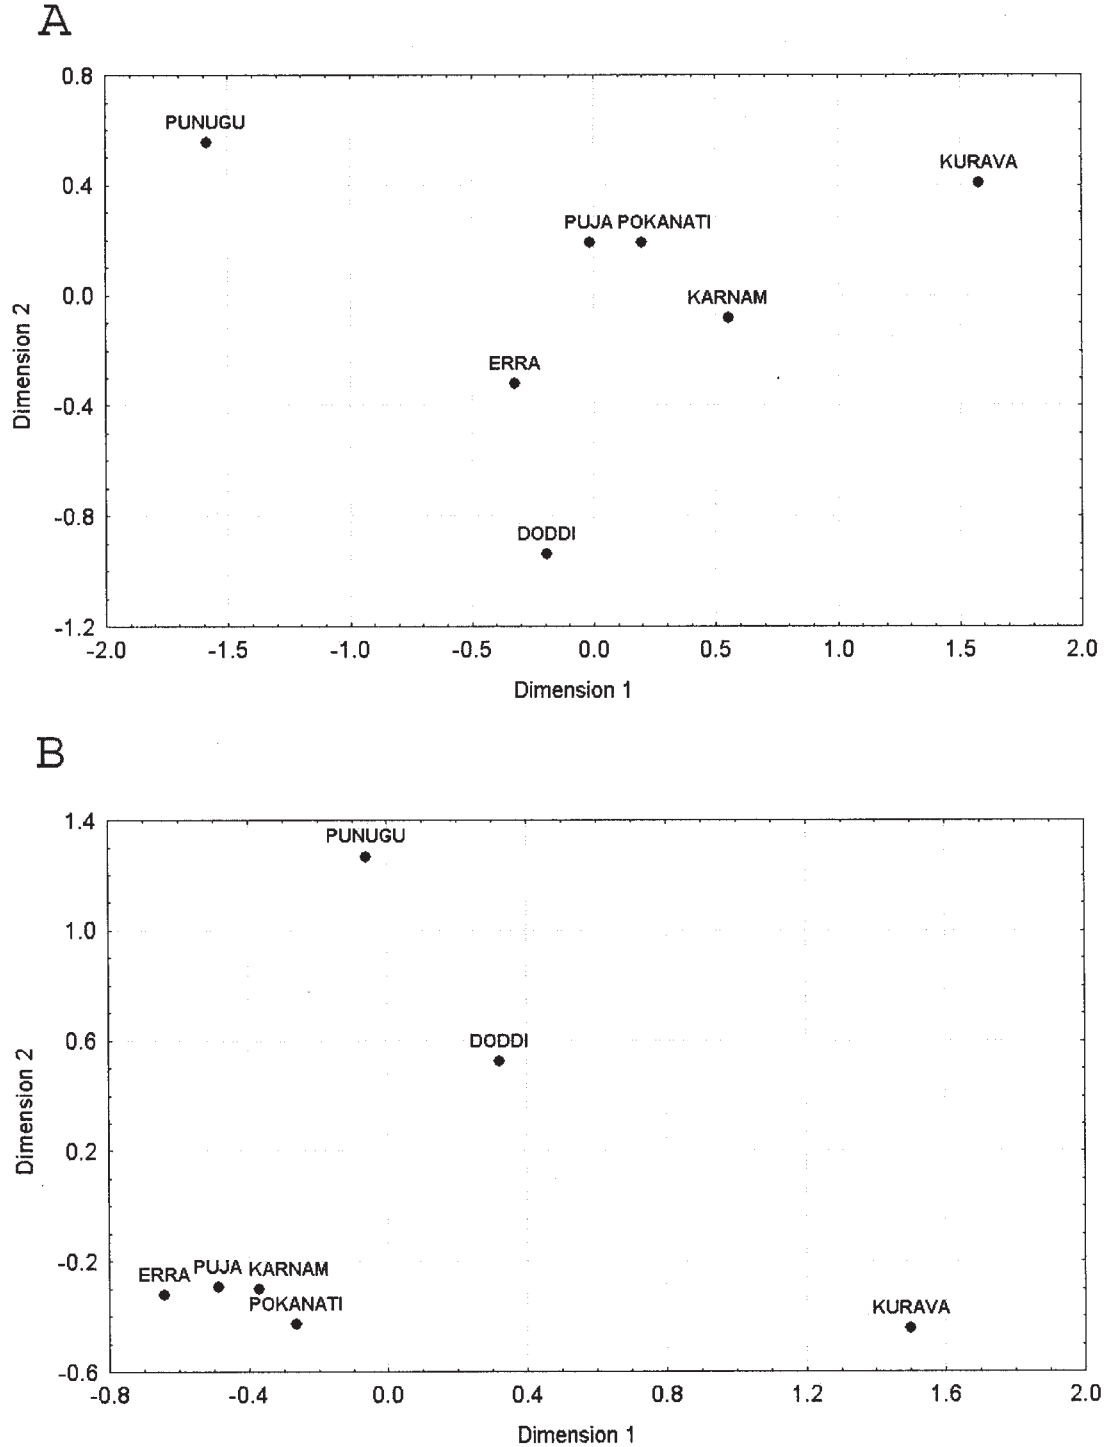 A
0.8
PUNUGU
KURAVA
0.4
PUJA POKANATI
0.0
KARNAM
ERRA
-0.4
-0.8
DODDI
-1.2
-2.0 -1.5 -1.0 -0.5 0.0 0.5 1.0 1.5 2.0
Dimension 2
Dimension 1
B
1.4
PUNUGU
1.0
0.6
DODDI
0.2
-0.2
ERRA PUJA KARNAM
POKANATI
KURAVA
-0.6
-0.8 -0.4 0.0 0.4 0.8 1.2 1.6 2.0
Dimension 2
Dimension 1